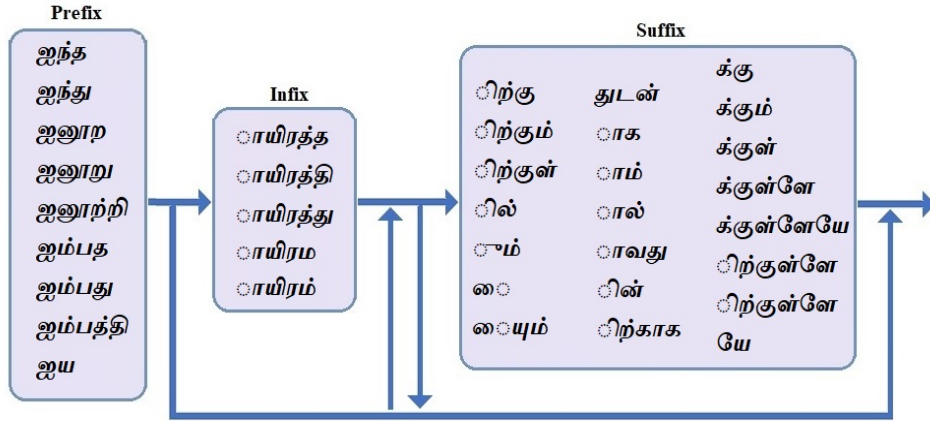 Prefix
ஐந்த
ஐந்து
ஐனூற
ஐனூறு
ஐனூற்றி
ஐம்பத
ஐம்பது
ஐம்பத்தி
ஐய
Infix
ாயிரத்த
ாயிரத்தி
ாயிரத்து
ாயிரம
ாயிரம்
Suffix
ிற்கு
ிற்கும்
ிற்குள்
ில்
ும்
ை
ையும்
துடன்
ாக
ாம்
ால்
ாவது
ின்
ிற்காக
க்கு
க்கும்
க்குள்
க்குள்ளே
க்குள்ளேயே
ிற்குள்ளே
ிற்குள்ளே
யே